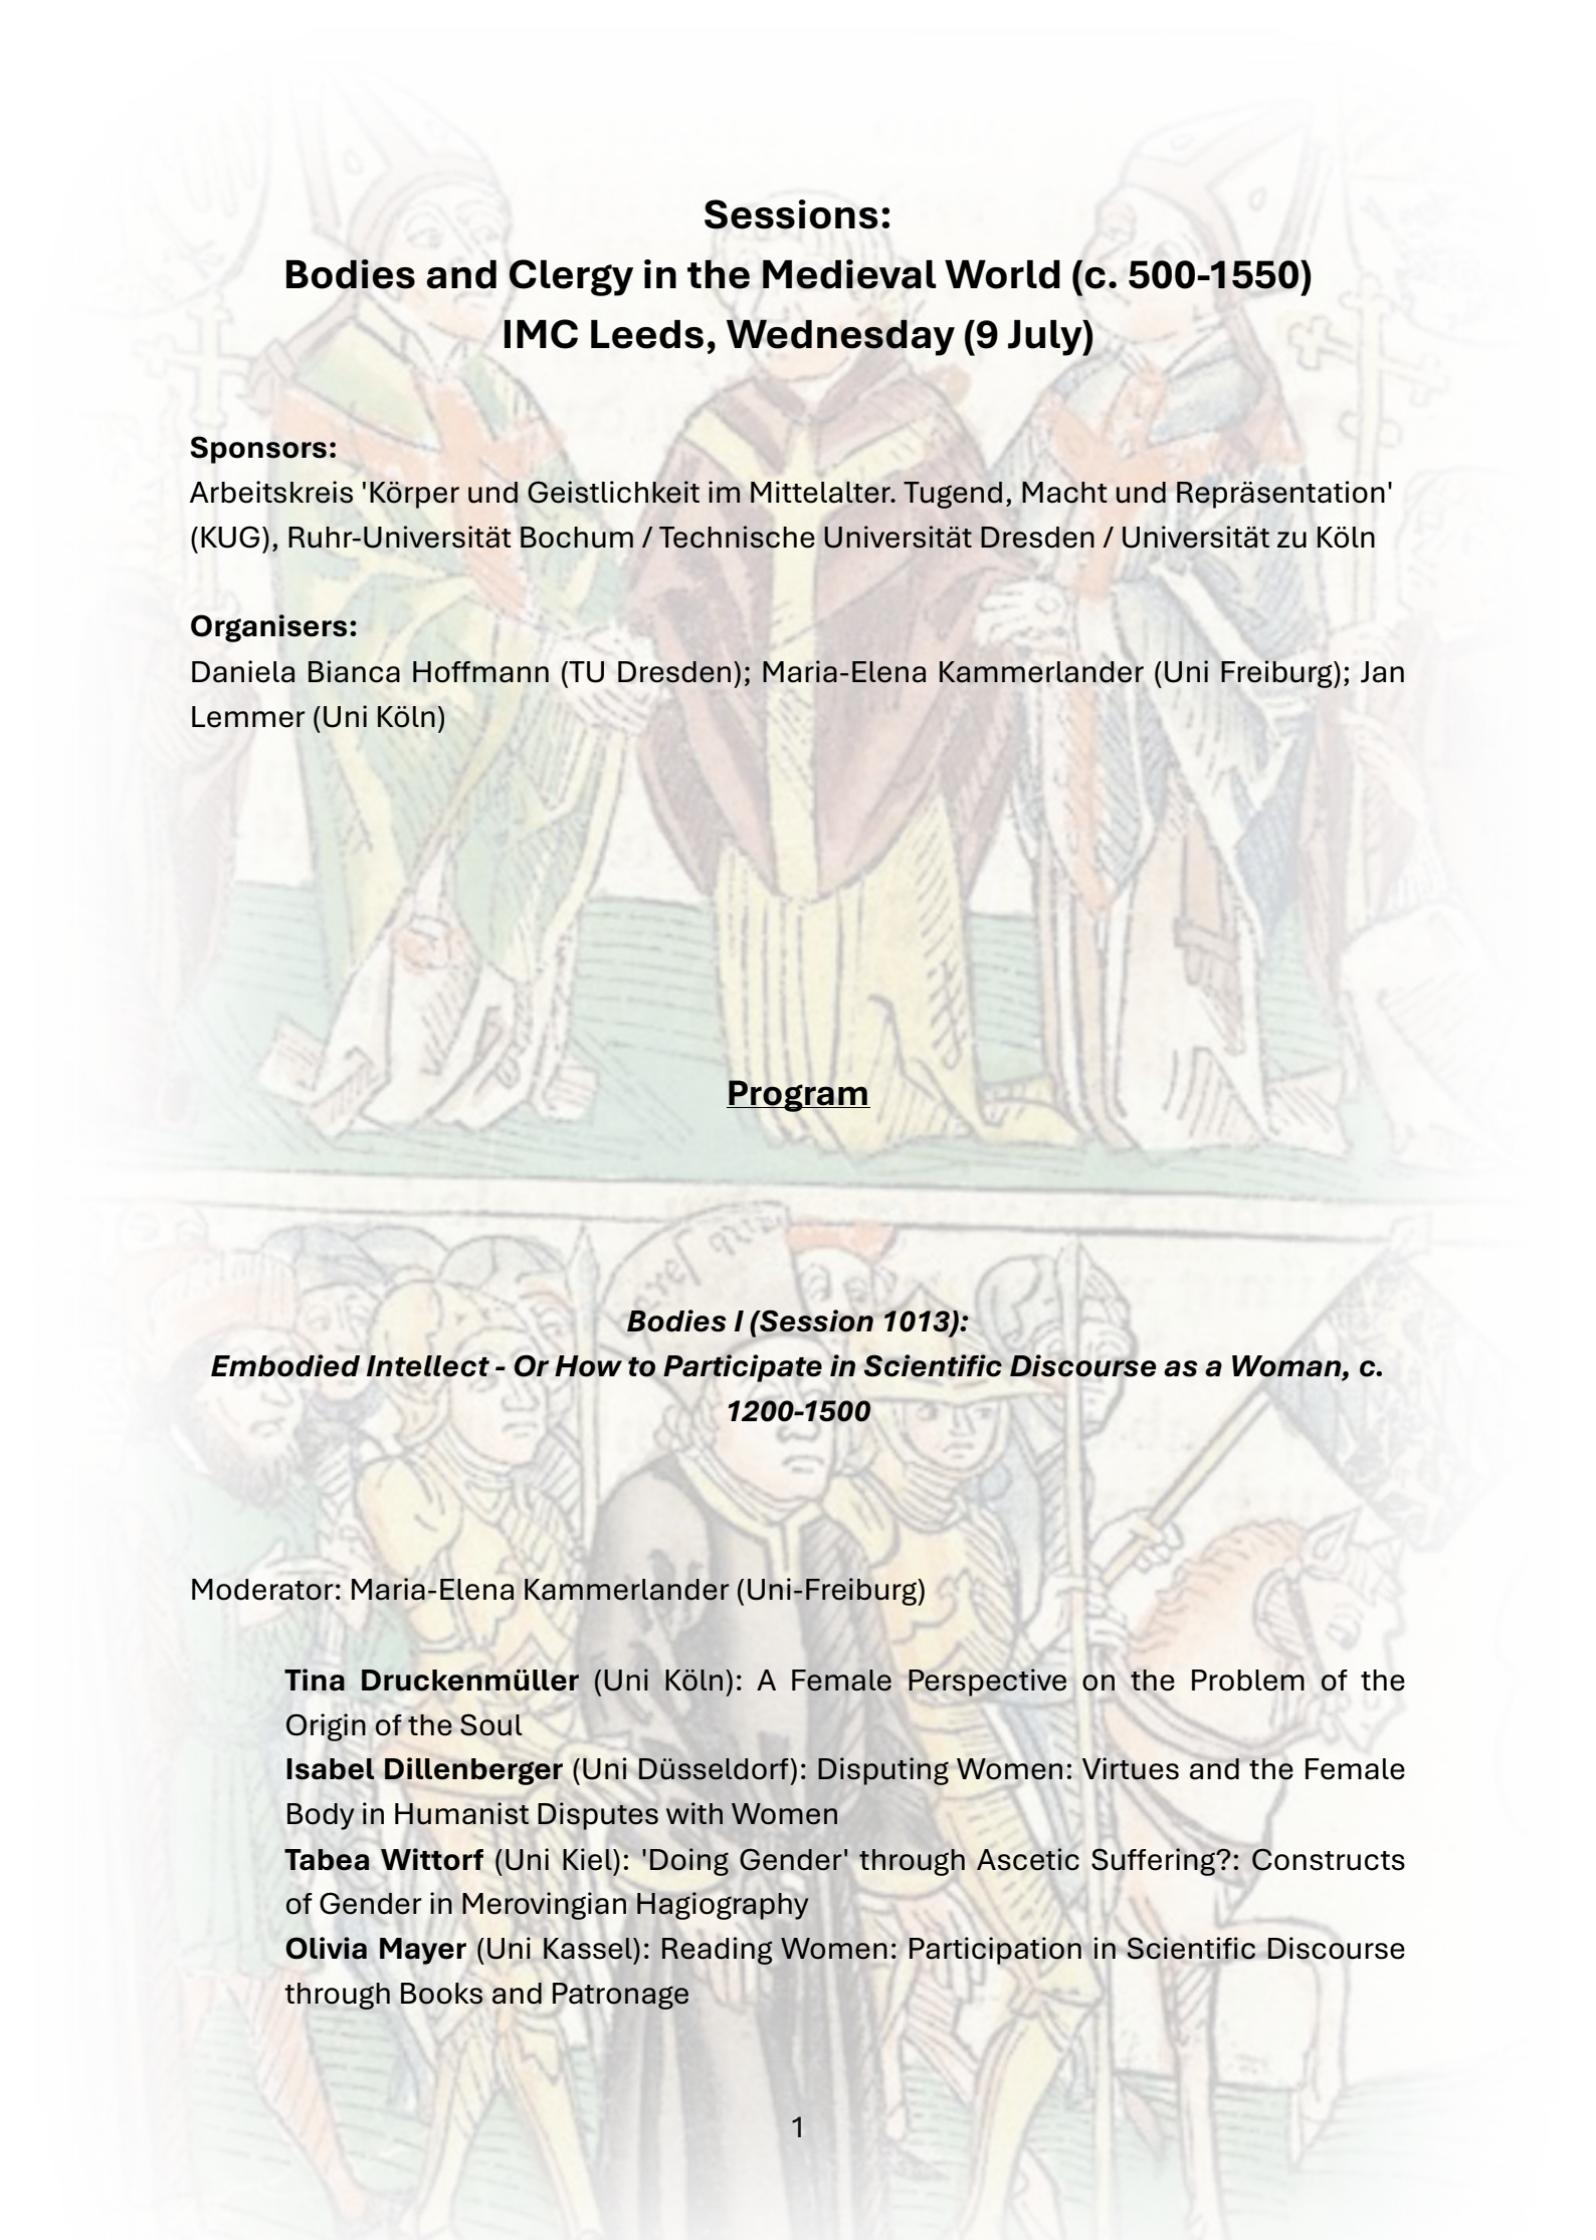 Sessions:
Bodies and Clergy in the Medieval World (c. 500-1550)
IMC Leeds, Wednesday (9 July)
Sponsors:
Arbeitskreis 'Körper und Geistlichkeit im Mittelalter. Tugend, Macht und Repräsentation'
(KUG), Ruhr-Universität Bochum / Technische Universität Dresden / Universität zu Köln
Organisers:
Daniela Bianca Hoffmann (TU Dresden); Maria-Elena Kammerlander (Uni Freiburg); Jan
Lemmer (Uni Köln)
Program
Bodies I (Session 1013):
Embodied Intellect - Or How to Participate in Scientific Discourse as a Woman, c.
1200-1500
Moderator: Maria-Elena Kammerlander (Uni-Freiburg)
Tina Druckenmüller (Uni Köln): A Female Perspective on the Problem of the
Origin of the Soul
Isabel Dillenberger (Uni Düsseldorf): Disputing Women: Virtues and the Female
Body in Humanist Disputes with Women
Tabea Wittorf (Uni Kiel): 'Doing Gender' through Ascetic Suffering?: Constructs
of Gender in Merovingian Hagiography
Olivia Mayer (Uni Kassel): Reading Women: Participation in Scientific Discourse
through Books and Patronage
1